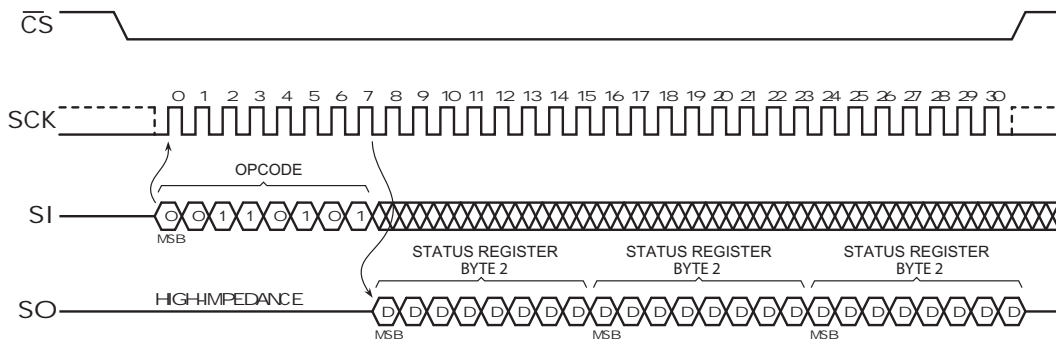 CS
SCK
0 1 2 3 4 5 6 7 8 9 10 11 12 13 14 15 16 17 18 19 20 21 22 23 24 25 26 27 28 29 30
OPCODE
SI
0 0 1 1 0 1 0 1
MSB
STATUS REGISTER
BYTE 2
STATUS REGISTER
BYTE 2
STATUS REGISTER
BYTE 2
SO
HIGH-IMPEDANCE
D D D D D D D D D D D D D D D D D D D D D D D D
MSB
MSB
MSB